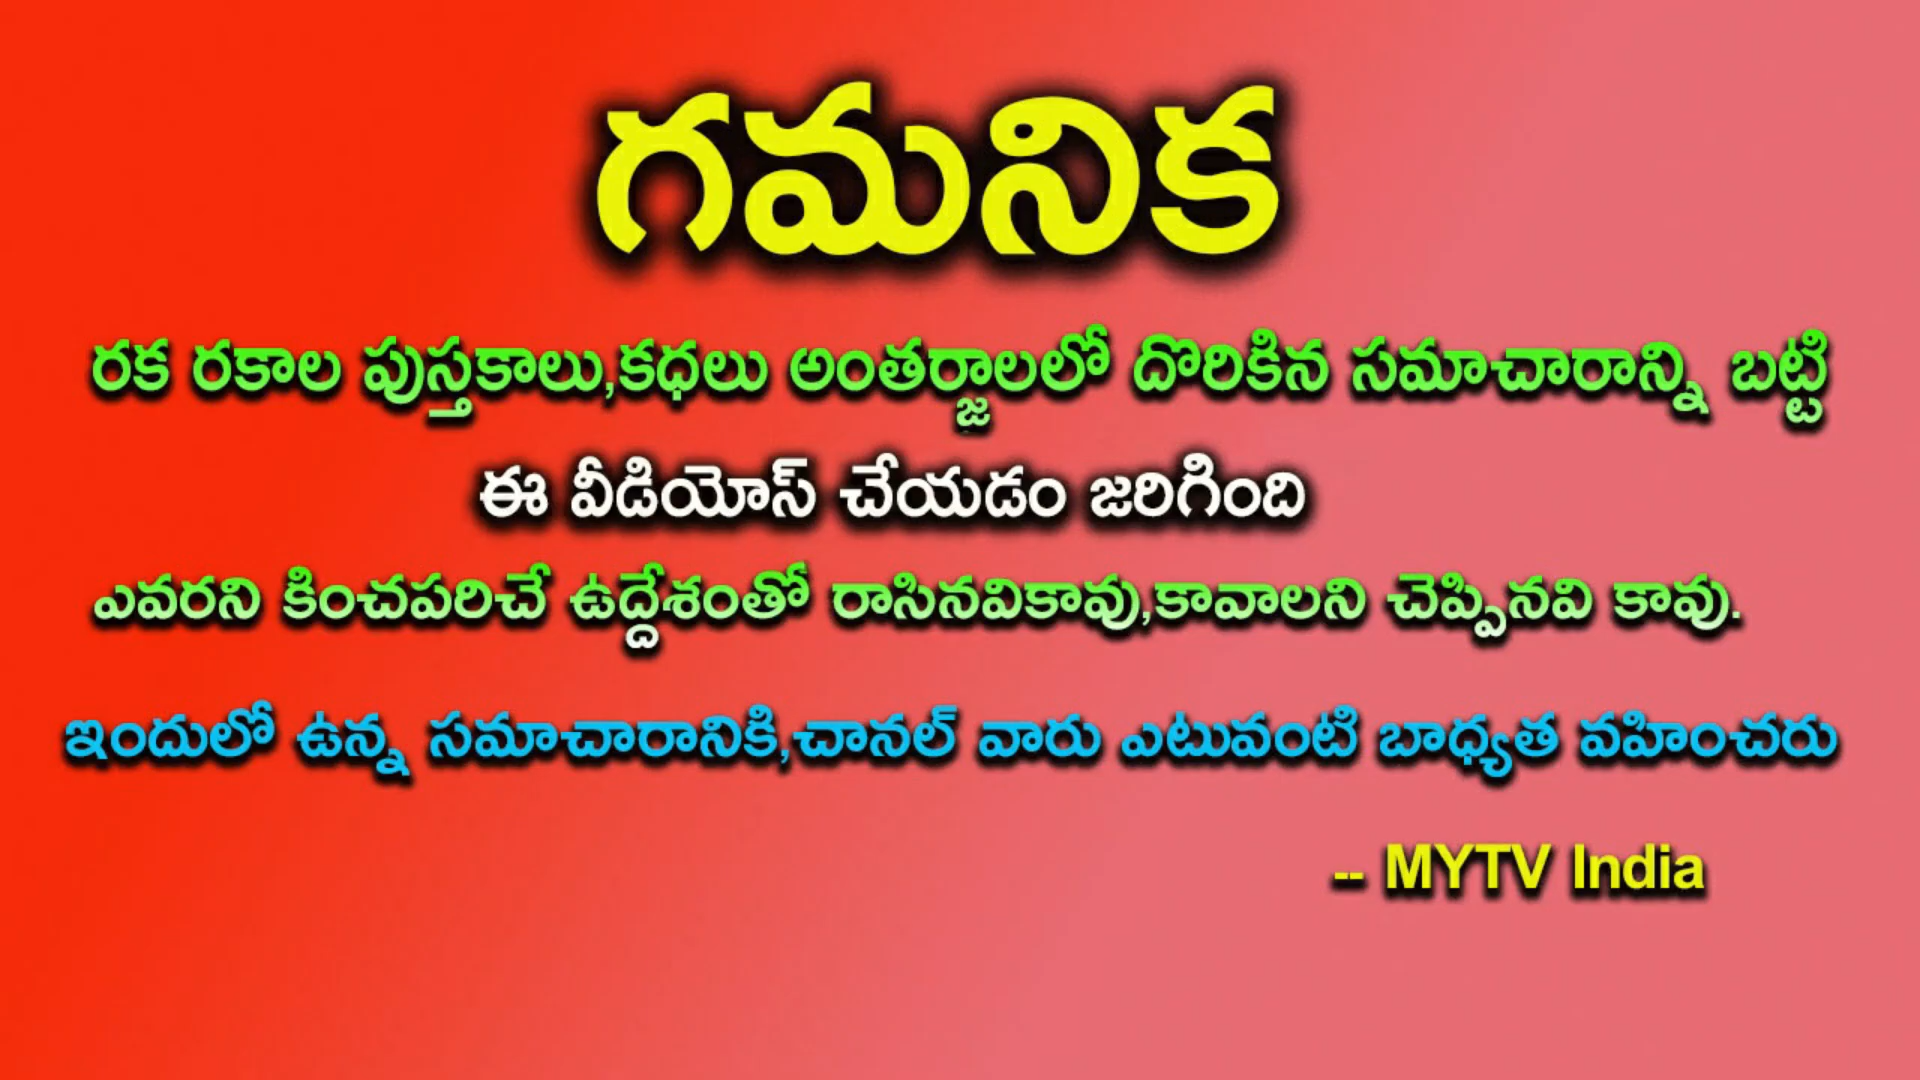 గమనిక
రక రకాల పుస్తకాలు,కధలు అంతర్జాలలో దొరికిన సమాచారాన్ని బట్టి
ఈ వీడియోస్ చేయడం జరిగింది
ఎవరని కించపరిచే ఉద్దేశంతో రాసినవికావు,కావాలని చెప్పినవి కావు.
ఇందులో ఉన్న సమాచారానికి,చానల్ వారు ఎటువంటి బాధ్యత వహించరు
-- MYTV India